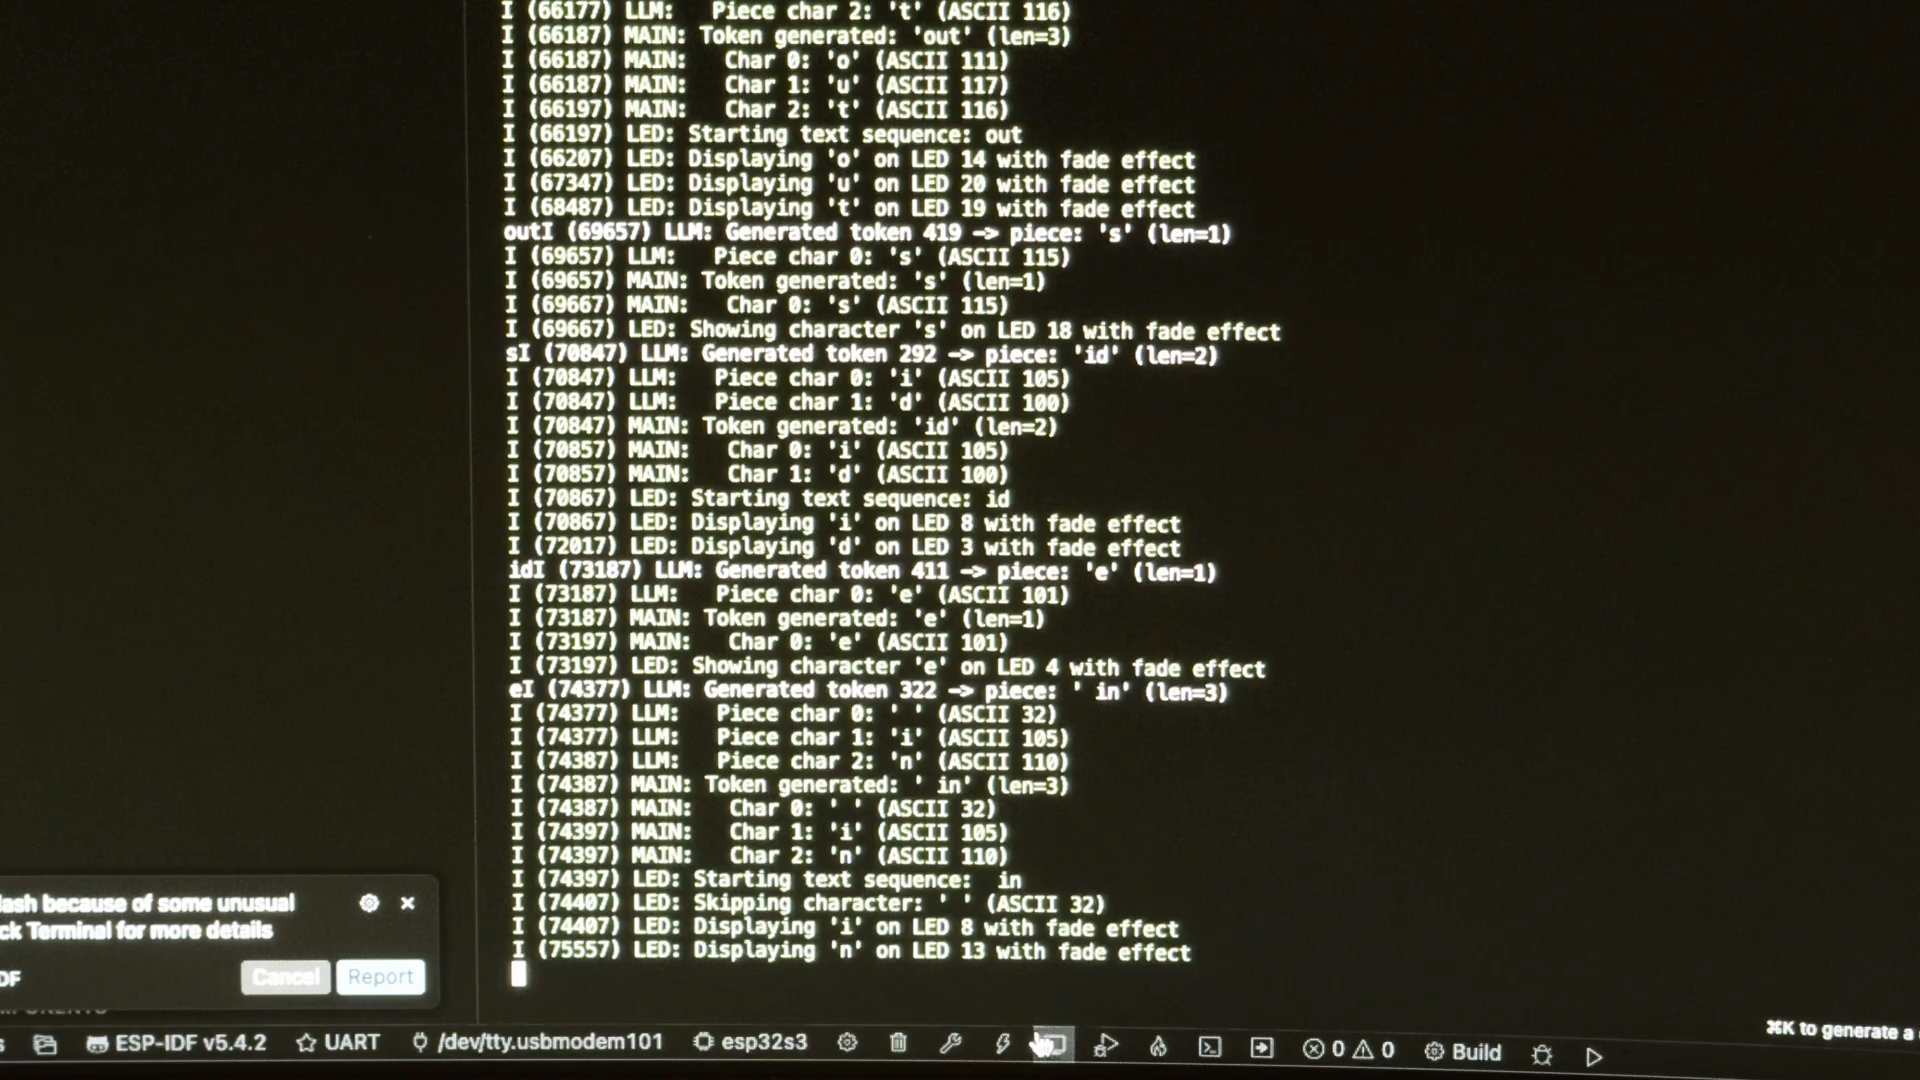 I (66177) LLM:   Piece char 2: 't' (ASCII 116)
I (66187) MAIN: Token generated: 'out' (len=3)
I (66187) MAIN:   Char 0: 'o' (ASCII 111)
I (66187) MAIN:   Char 1: 'u' (ASCII 117)
I (66197) MAIN:   Char 2: 't' (ASCII 116)
I (66197) LED: Starting text sequence: out
I (66207) LED: Displaying 'o' on LED 14 with fade effect
I (67347) LED: Displaying 'u' on LED 20 with fade effect
I (68487) LED: Displaying 't' on LED 19 with fade effect
outI (69657) LLM: Generated token 419 -> piece: 's' (len=1)
I (69657) LLM:   Piece char 0: 's' (ASCII 115)
I (69657) MAIN: Token generated: 's' (len=1)
I (69667) MAIN:   Char 0: 's' (ASCII 115)
I (69667) LED: Showing character 's' on LED 18 with fade effect
sI (70847) LLM: Generated token 292 -> piece: 'id' (len=2)
I (70847) LLM:   Piece char 0: 'i' (ASCII 105)
I (70847) LLM:   Piece char 1: 'd' (ASCII 100)
I (70847) MAIN: Token generated: 'id' (len=2)
I (70857) MAIN:   Char 0: 'i' (ASCII 105)
I (70857) MAIN:   Char 1: 'd' (ASCII 100)
I (70867) LED: Starting text sequence: id
I (70867) LED: Displaying 'i' on LED 8 with fade effect
I (72017) LED: Displaying 'd' on LED 3 with fade effect
idI (73187) LLM: Generated token 411 -> piece: 'e' (len=1)
I (73187) LLM:   Piece char 0: 'e' (ASCII 101)
I (73187) MAIN: Token generated: 'e' (len=1)
I (73197) MAIN:   Char 0: 'e' (ASCII 101)
I (73197) LED: Showing character 'e' on LED 4 with fade effect
eI (74377) LLM: Generated token 322 -> piece: ' in' (len=3)
I (74377) LLM:   Piece char 0: ' ' (ASCII 32)
I (74377) LLM:   Piece char 1: 'i' (ASCII 105)
I (74387) LLM:   Piece char 2: 'n' (ASCII 110)
I (74387) MAIN: Token generated: ' in' (len=3)
I (74387) MAIN:   Char 0: ' ' (ASCII 32)
I (74397) MAIN:   Char 1: 'i' (ASCII 105)
I (74397) MAIN:   Char 2: 'n' (ASCII 110)
I (74397) LED: Starting text sequence:  in
I (74407) LED: Skipping character: ' ' (ASCII 32)
I (74407) LED: Displaying 'i' on LED 8 with fade effect
I (75557) LED: Displaying 'n' on LED 13 with fade effect
lash because of some unusual
ck Terminal for more details
DF
Cancel Report
⌘K to generate a
s ESP-IDF v5.4.2 UART /dev/tty.usbmodem101 esp32s3 0 0 Build